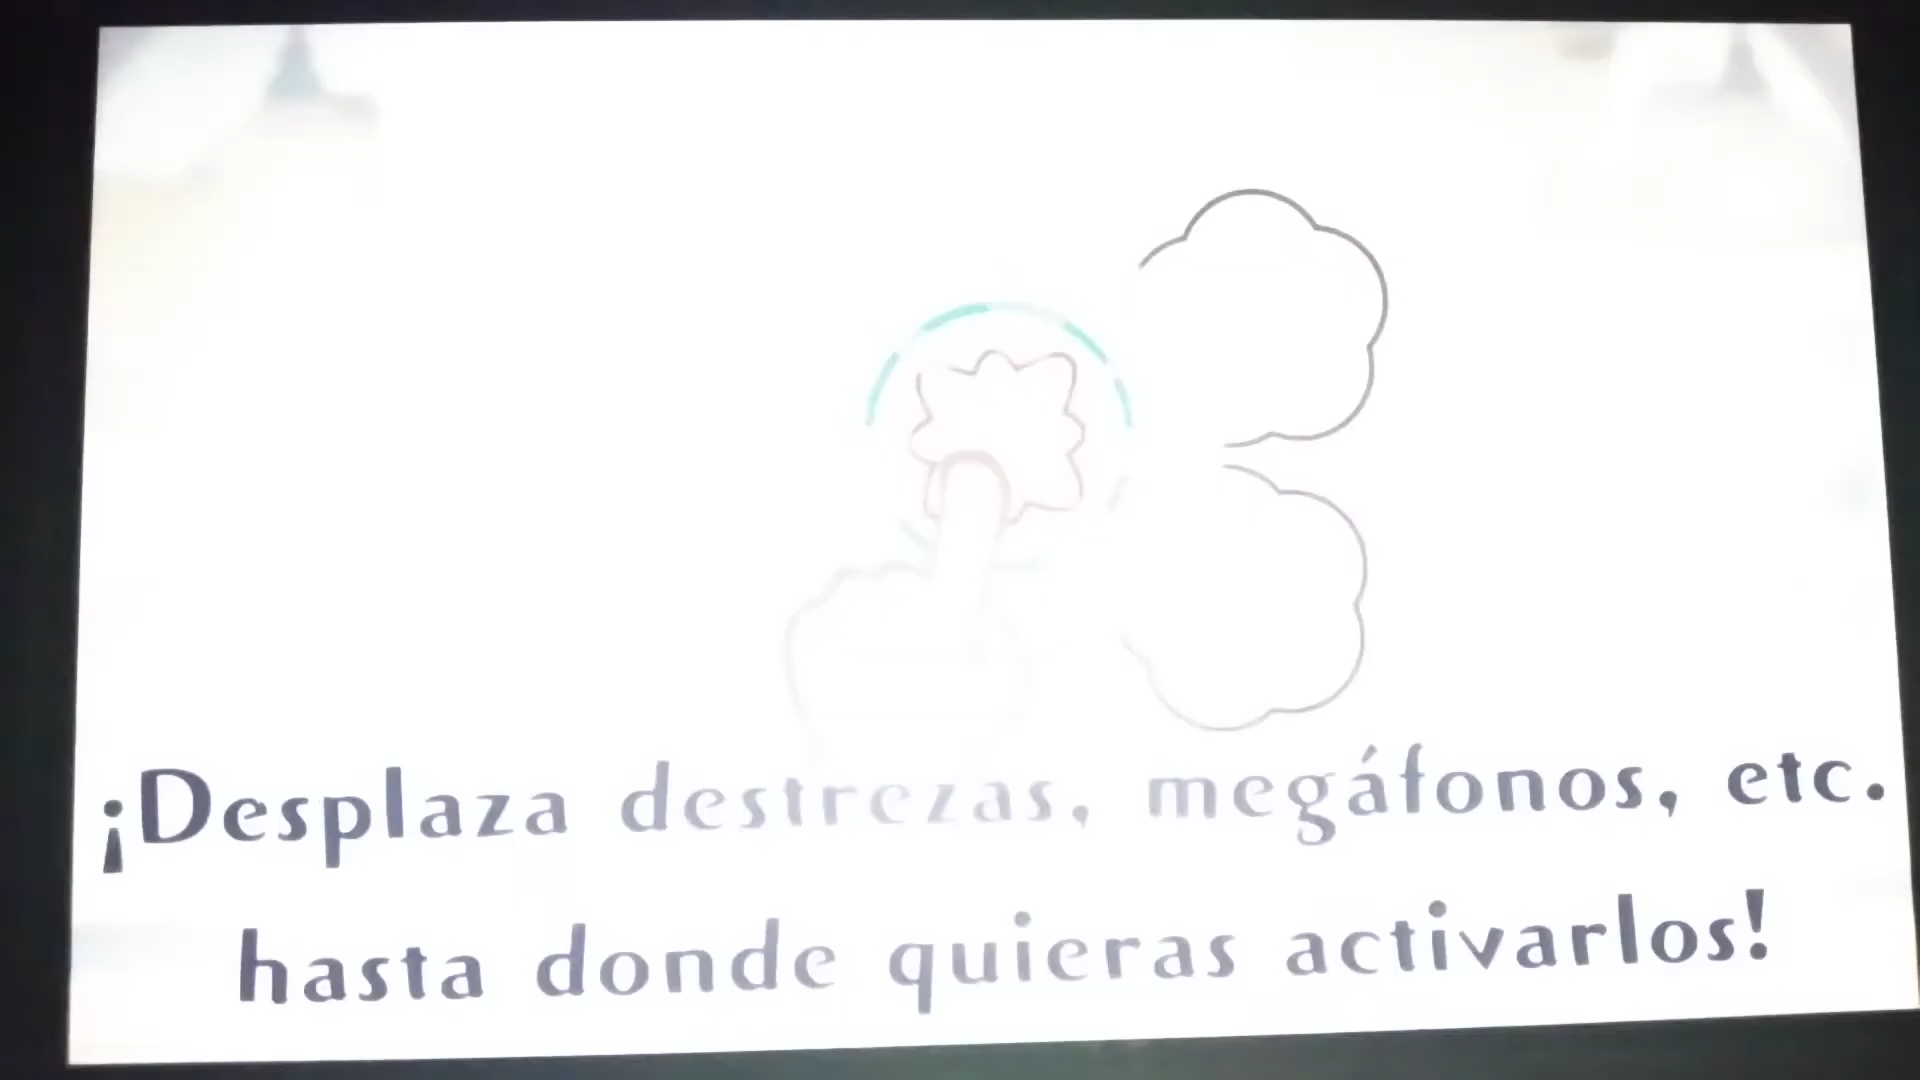 ¡Desplaza destrezas, megáfonos, etc.
hasta donde quieras activarlos!